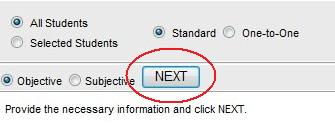 All Students
Standard One-to-One
Selected Students
Objective Subjective NEXT
Provide the necessary information and click NEXT.